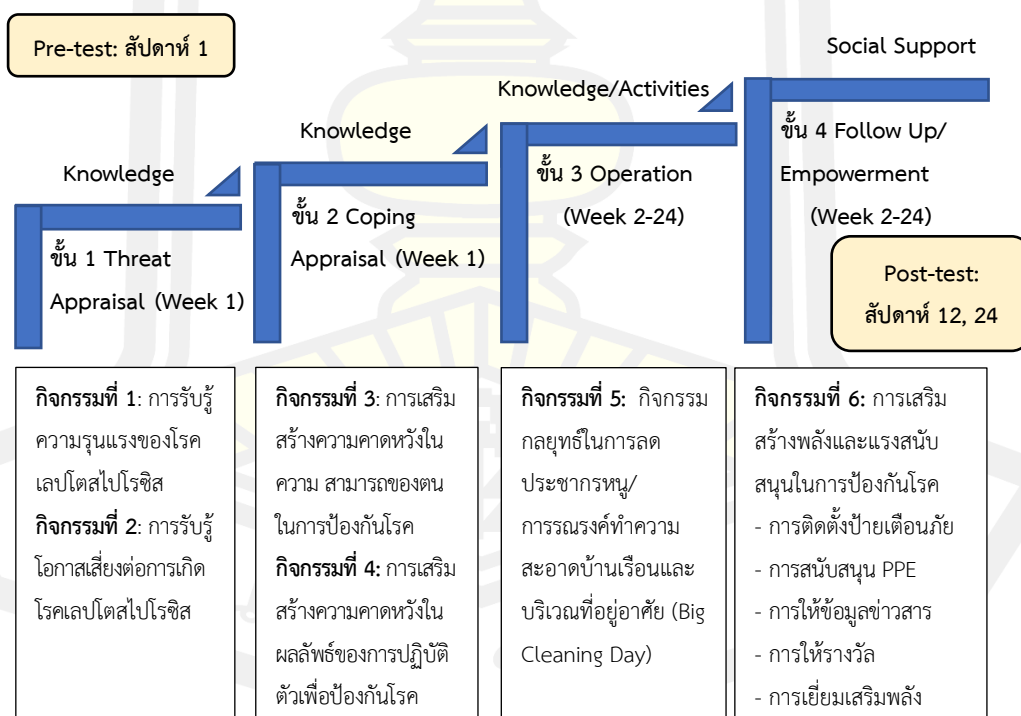 Pre-test: สัปดาห์ 1
Social Support
Knowledge/Activities
Knowledge
Knowledge
ขั้น 1 Threat
Appraisal (Week 1)
ขั้น 2 Coping
Appraisal (Week 1)
ขั้น 3 Operation
(Week 2-24)
ขั้น 4 Follow Up/
Empowerment
(Week 2-24)
Post-test:
สัปดาห์ 12, 24
กิจกรรมที่ 1: การรับรู้
ความรุนแรงของโรค
เลปโตสไปโรซิส
กิจกรรมที่ 2: การรับรู้
โอกาสเสี่ยงต่อการเกิด
โรคเลปโตสไปโรซิส
กิจกรรมที่ 3: การเสริม
สร้างความคาดหวังใน
ความ สามารถของตน
ในการป้องกันโรค
กิจกรรมที่ 4: การเสริม
สร้างความคาดหวังใน
ผลลัพธ์ของการปฏิบัติ
ตัวเพื่อป้องกันโรค
กิจกรรมที่ 5: กิจกรรม
กลยุทธ์ในการลด
ประชากรหนู/
การรณรงค์ทำความ
สะอาดบ้านเรือนและ
บริเวณที่อยู่อาศัย (Big
Cleaning Day)
กิจกรรมที่ 6: การเสริม
สร้างพลังและแรงสนับ
สนุนในการป้องกันโรค
- การติดตั้งป้ายเตือนภัย
- การสนับสนุน PPE
- การให้ข้อมูลข่าวสาร
- การให้รางวัล
- การเยี่ยมเสริมพลัง